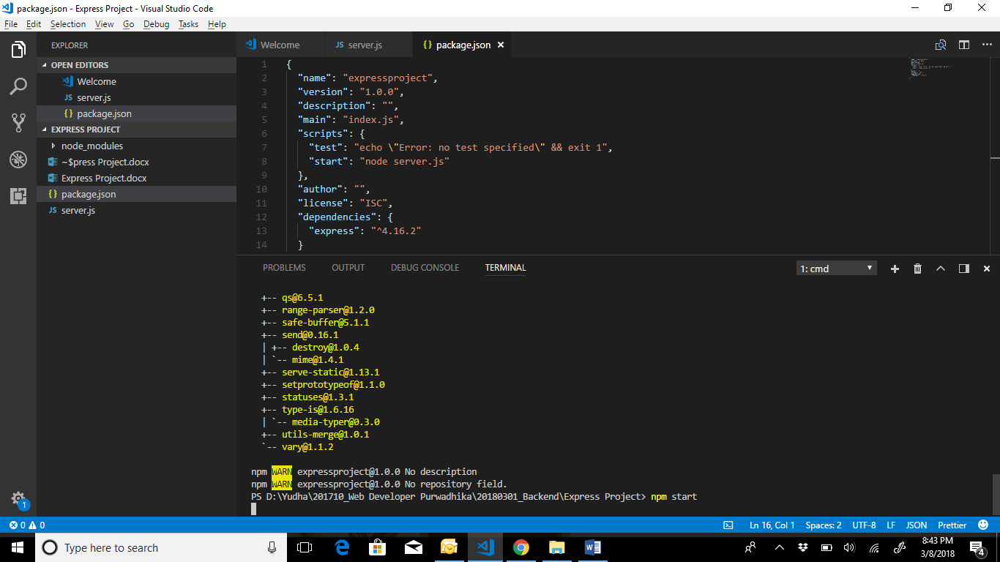 package.json - Express Project - Visual Studio Code
File Edit Selection View Go Debug Tasks Help
EXPLORER
OPEN EDITORS
Welcome
JS server.js
{} package.json
EXPRESS PROJECT
node_modules
~$press Project.docx
Express Project.docx
{} package.json
JS server.js
1
Welcome
JS server.js
{} package.json ×
1 {
2 "name": "expressproject",
3 "version": "1.0.0",
4 "description": "",
5 "main": "index.js",
6 "scripts": {
7 "test": "echo \"Error: no test specified\" && exit 1",
8 "start": "node server.js"
9 },
10 "author": "",
11 "license": "ISC",
12 "dependencies": {
13 "express": "^4.16.2"
14 }
PROBLEMS OUTPUT DEBUG CONSOLE TERMINAL
1: cmd
+-- qs@6.5.1
+-- range-parser@1.2.0
+-- safe-buffer@5.1.1
+-- send@0.16.1
| +-- destroy@1.0.4
| `-- mime@1.4.1
+-- serve-static@1.13.1
+-- setprototypeof@1.1.0
+-- statuses@1.3.1
+-- type-is@1.6.16
| `-- media-typer@0.3.0
+-- utils-merge@1.0.1
`-- vary@1.1.2
npm WARN expressproject@1.0.0 No description
npm WARN expressproject@1.0.0 No repository field.
PS D:\Yudha\201710_Web Developer Purwadhika\20180301_Backend\Express Project> npm start
0 0
Ln 16, Col 1 Spaces: 2 UTF-8 LF JSON Prettier
Type here to search
8:43 PM
3/8/2018
4